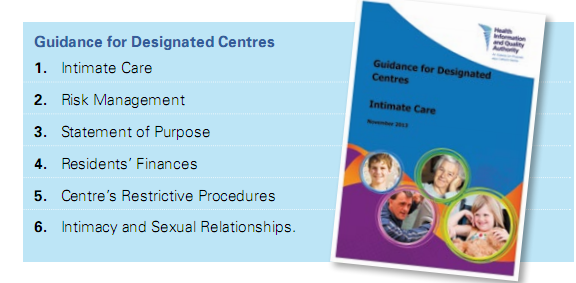 Guidance for Designated Centres
1. Intimate Care
2. Risk Management
3. Statement of Purpose
4. Residents' Finances
5. Centre's Restrictive Procedures
6. Intimacy and Sexual Relationships.
Health
Information
and Quality
Authority
Guidance for Designated
Centres
Intimate Care
November 2013